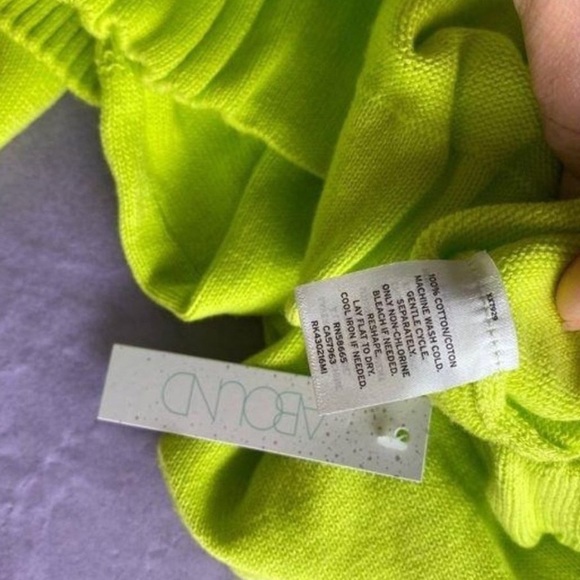 100% COTTON/COTON
MACHINE WASH COLD.
GENTLE CYCLE.
SEPARATELY.
ONLY NON-CHLORINE
BLEACH IF NEEDED.
RESHAPE.
LAY FLAT TO DRY.
COOL IRON IF NEEDED.
RN58665
CA57963
RK430216MI
ABOUND